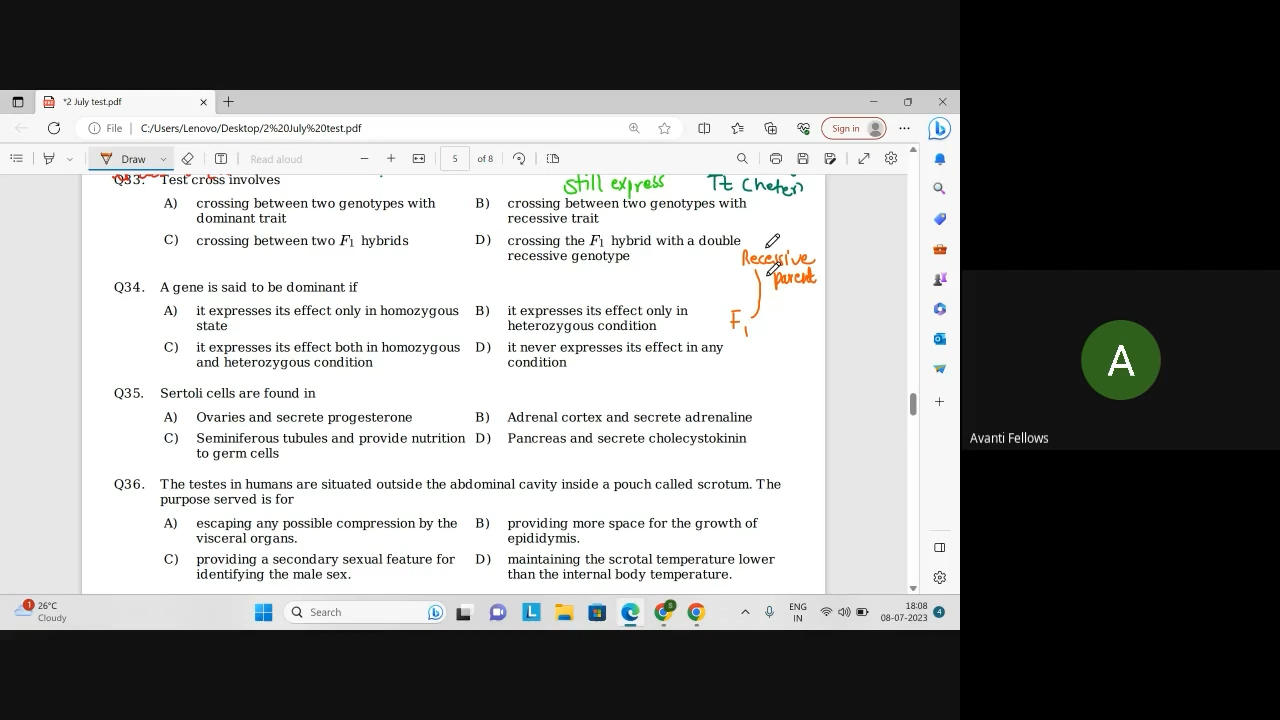 *2 July test.pdf
File
C:/Users/Lenovo/Desktop/2%20July%20test.pdf
Sign in
Draw
Read aloud
5 of 8
Q33. Test cross involves
still express
Tt (heter)
A) crossing between two genotypes with dominant trait
B) crossing between two genotypes with recessive trait
C) crossing between two F1 hybrids
D) crossing the F1 hybrid with a double recessive genotype
Recessive
parent
F1
Q34. A gene is said to be dominant if
A) it expresses its effect only in homozygous state
B) it expresses its effect only in heterozygous condition
C) it expresses its effect both in homozygous and heterozygous condition
D) it never expresses its effect in any condition
Q35. Sertoli cells are found in
A) Ovaries and secrete progesterone
B) Adrenal cortex and secrete adrenaline
C) Seminiferous tubules and provide nutrition to germ cells
D) Pancreas and secrete cholecystokinin
Q36. The testes in humans are situated outside the abdominal cavity inside a pouch called scrotum. The
purpose served is for
A) escaping any possible compression by the visceral organs.
B) providing more space for the growth of epididymis.
C) providing a secondary sexual feature for identifying the male sex.
D) maintaining the scrotal temperature lower than the internal body temperature.
A
Avanti Fellows
1
26°C
Cloudy
Search
L
8
ENG
IN
18:08
08-07-2023
4